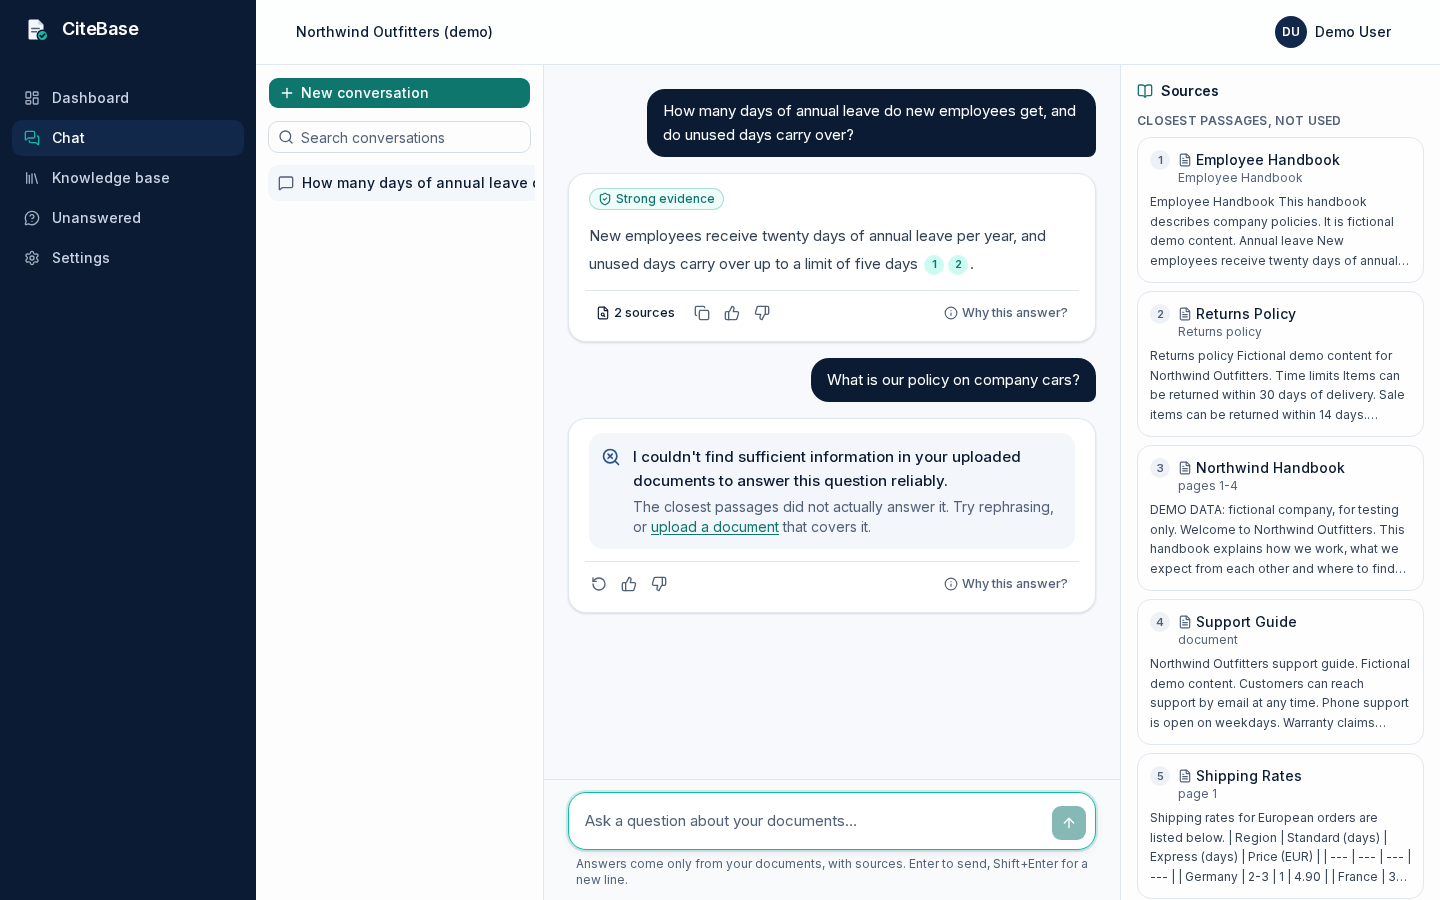 CiteBase
Northwind Outfitters (demo)
DU
Demo User
Dashboard
Chat
Knowledge base
Unanswered
Settings
New conversation
Search conversations
How many days of annual leave
How many days of annual leave do new employees get, and
do unused days carry over?
Strong evidence
New employees receive twenty days of annual leave per year, and
unused days carry over up to a limit of five days 1 2 .
2 sources
Why this answer?
What is our policy on company cars?
I couldn't find sufficient information in your uploaded
documents to answer this question reliably.
The closest passages did not actually answer it. Try rephrasing,
or upload a document that covers it.
Why this answer?
Ask a question about your documents...
Answers come only from your documents, with sources. Enter to send, Shift+Enter for a
new line.
Sources
CLOSEST PASSAGES, NOT USED
1 Employee Handbook
Employee Handbook
Employee Handbook This handbook
describes company policies. It is fictional
demo content. Annual leave New
employees receive twenty days of annual...
2 Returns Policy
Returns policy
Returns policy Fictional demo content for
Northwind Outfitters. Time limits Items can
be returned within 30 days of delivery. Sale
items can be returned within 14 days....
3 Northwind Handbook
pages 1-4
DEMO DATA: fictional company, for testing
only. Welcome to Northwind Outfitters. This
handbook explains how we work, what we
expect from each other and where to find...
4 Support Guide
document
Northwind Outfitters support guide. Fictional
demo content. Customers can reach
support by email at any time. Phone support
is open on weekdays. Warranty claims...
5 Shipping Rates
page 1
Shipping rates for European orders are
listed below. | Region | Standard (days) |
Express (days) | Price (EUR) | | --- | --- | --- |
--- | | Germany | 2-3 | 1 | 4.90 | | France | 3...